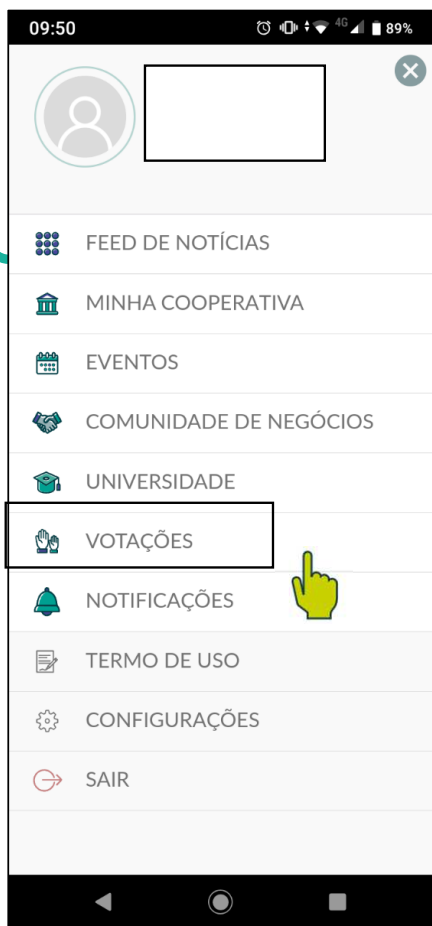 09:50
4G 89%
FEED DE NOTÍCIAS
MINHA COOPERATIVA
EVENTOS
COMUNIDADE DE NEGÓCIOS
UNIVERSIDADE
VOTAÇÕES
NOTIFICAÇÕES
TERMO DE USO
CONFIGURAÇÕES
SAIR